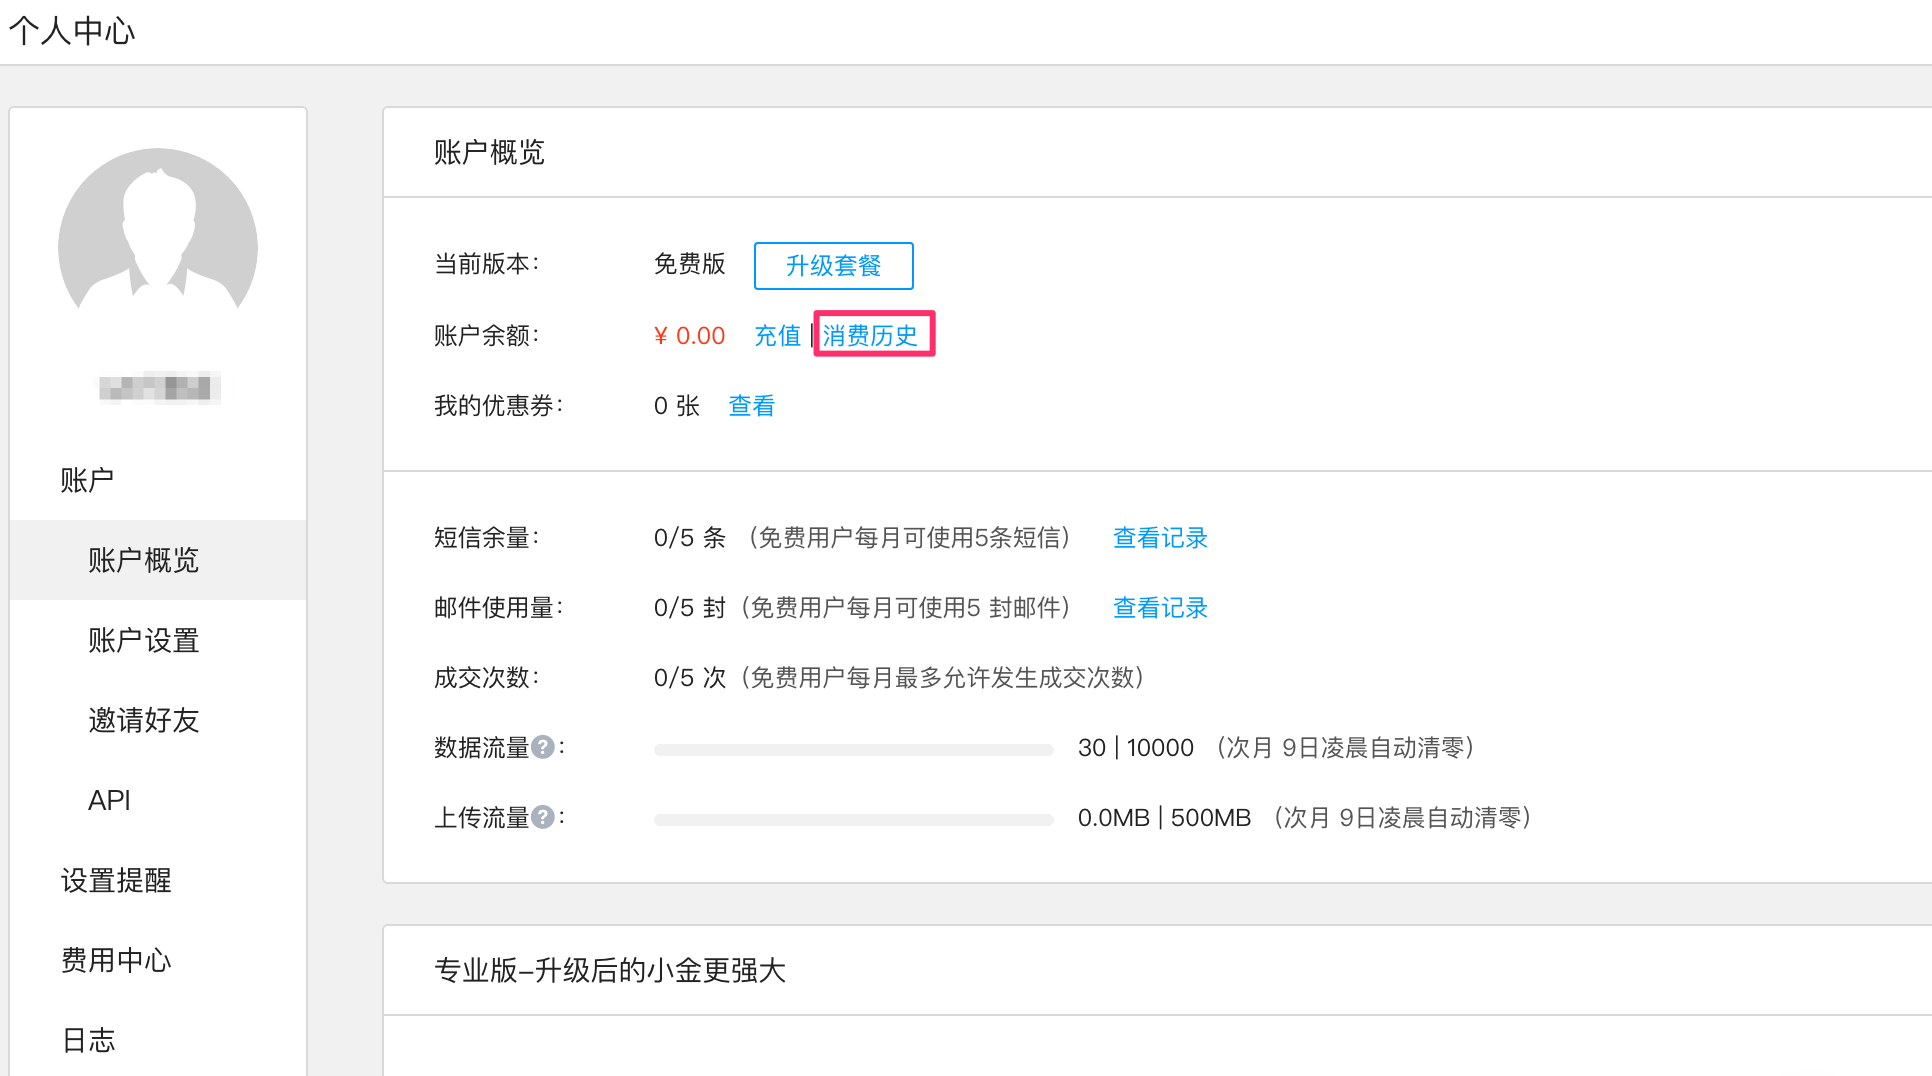 个人中心
账户
账户概览
账户设置
邀请好友
API
设置提醒
费用中心
日志
账户概览
当前版本: 免费版 升级套餐
账户余额: ¥ 0.00 充值 | 消费历史
我的优惠券: 0 张 查看
短信余量: 0/5 条 （免费用户每月可使用5条短信） 查看记录
邮件使用量: 0/5 封（免费用户每月可使用5 封邮件） 查看记录
成交次数: 0/5 次（免费用户每月最多允许发生成交次数）
数据流量?: 30 | 10000 （次月 9日凌晨自动清零）
上传流量?: 0.0MB | 500MB （次月 9日凌晨自动清零）
专业版–升级后的小金更强大